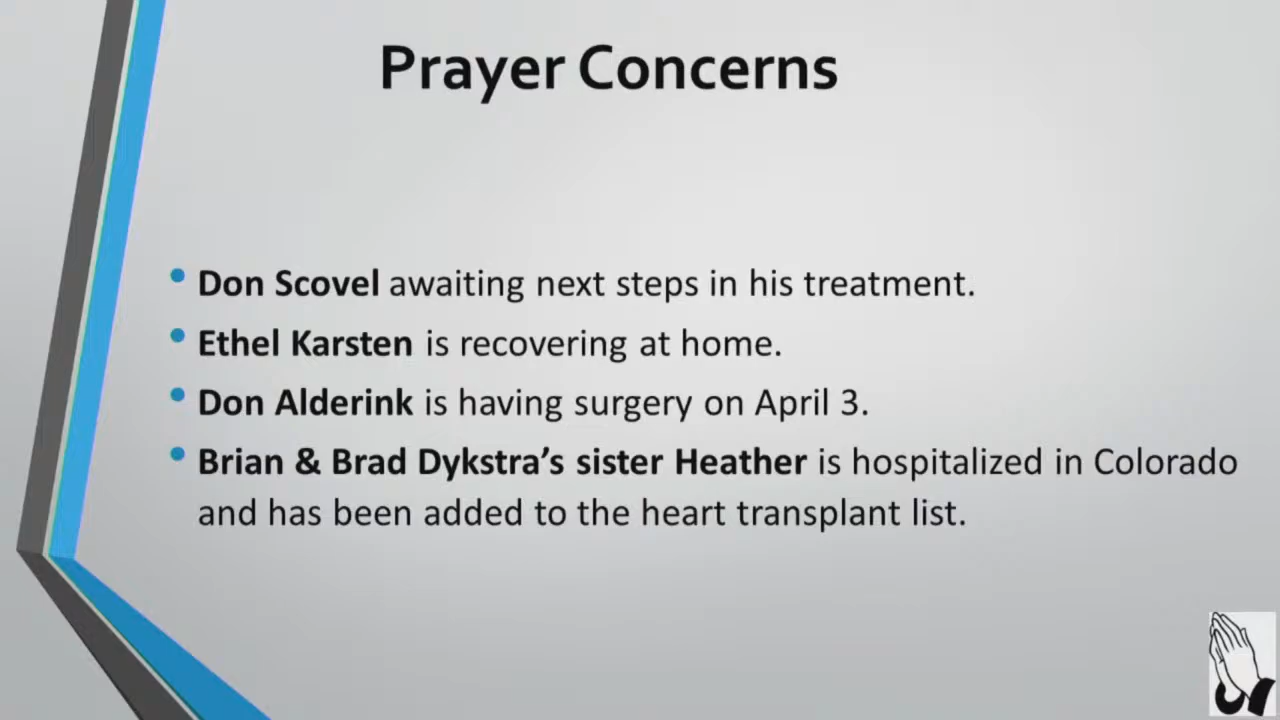 Prayer Concerns
• Don Scovel awaiting next steps in his treatment.
• Ethel Karsten is recovering at home.
• Don Alderink is having surgery on April 3.
• Brian & Brad Dykstra’s sister Heather is hospitalized in Colorado
and has been added to the heart transplant list.